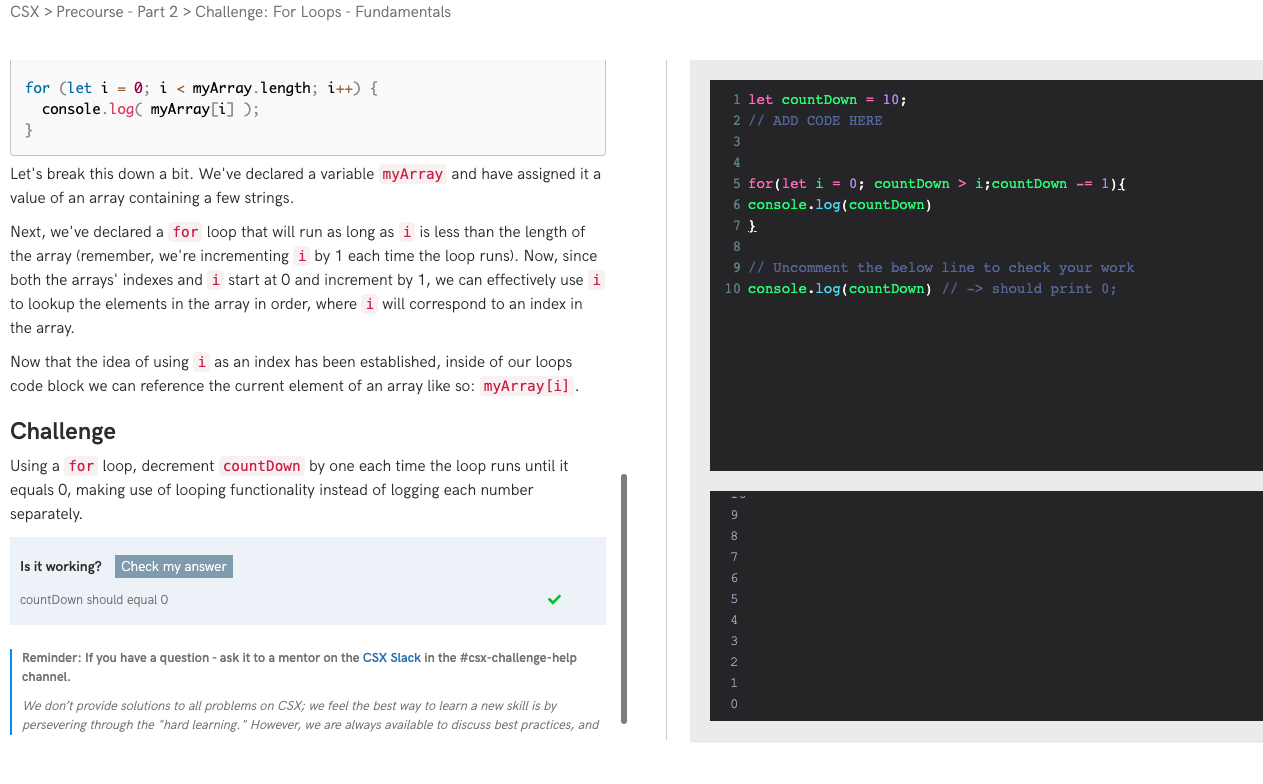 CSX > Precourse - Part 2 > Challenge: For Loops - Fundamentals
for (let i = 0; i < myArray.length; i++) {
  console.log( myArray[i] );
}
Let's break this down a bit. We've declared a variable myArray and have assigned it a
value of an array containing a few strings.
Next, we've declared a for loop that will run as long as i is less than the length of
the array (remember, we're incrementing i by 1 each time the loop runs). Now, since
both the arrays' indexes and i start at 0 and increment by 1, we can effectively use i
to lookup the elements in the array in order, where i will correspond to an index in
the array.
Now that the idea of using i as an index has been established, inside of our loops
code block we can reference the current element of an array like so: myArray[i] .
Challenge
Using a for loop, decrement countDown by one each time the loop runs until it
equals 0, making use of looping functionality instead of logging each number
separately.
Is it working? Check my answer
countDown should equal 0
Reminder: If you have a question - ask it to a mentor on the CSX Slack in the #csx-challenge-help
channel.
We don't provide solutions to all problems on CSX; we feel the best way to learn a new skill is by
persevering through the "hard learning." However, we are always available to discuss best practices, and
1 let countDown = 10;
2 // ADD CODE HERE
3
4
5 for(let i = 0; countDown > i;countDown -= 1){
6 console.log(countDown)
7 }
8
9 // Uncomment the below line to check your work
10 console.log(countDown) // -> should print 0;
9
8
7
6
5
4
3
2
1
0